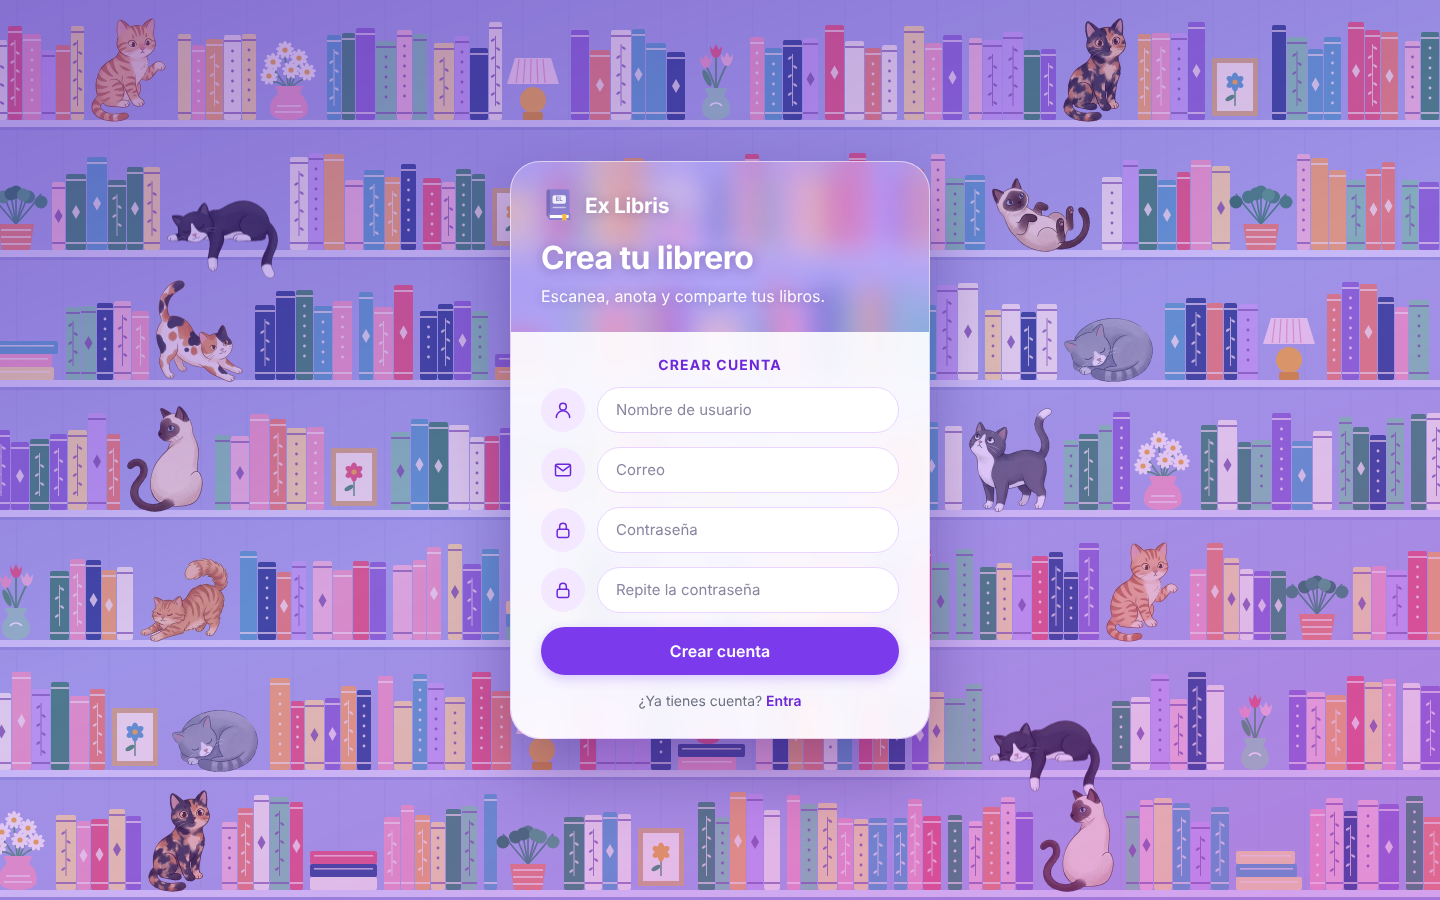 EL
Ex Libris
Crea tu librero
Escanea, anota y comparte tus libros.
CREAR CUENTA
Nombre de usuario
Correo
Contraseña
Repite la contraseña
Crear cuenta
¿Ya tienes cuenta? Entra